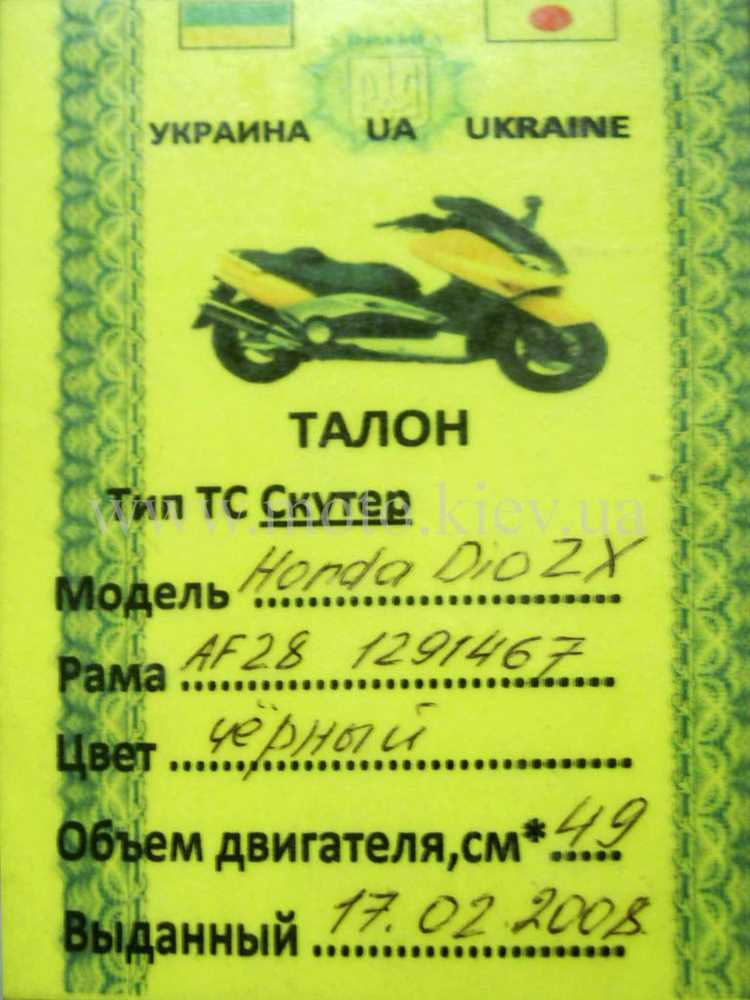 УКРАИНА UA UKRAINE
ТАЛОН
Тип ТС Скутер
www.moto.kiev.ua
Модель Honda Dio ZX
Рама AF28 1291467
Цвет чёрный
Объем двигателя,см* 49
Выданный 17.02.2008